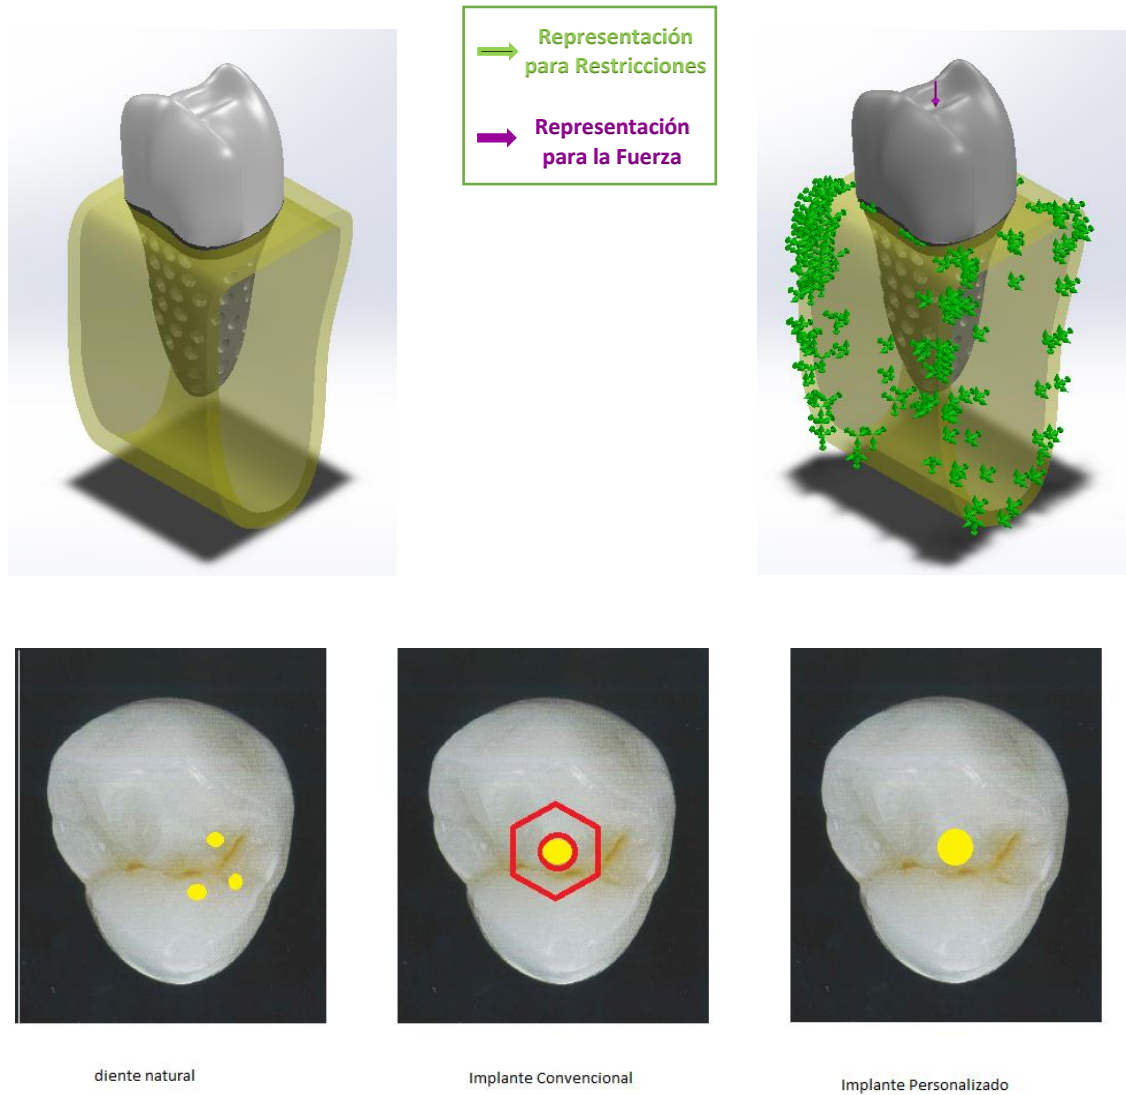 Representación
para Restricciones
Representación
para la Fuerza
diente natural
Implante Convencional
Implante Personalizado